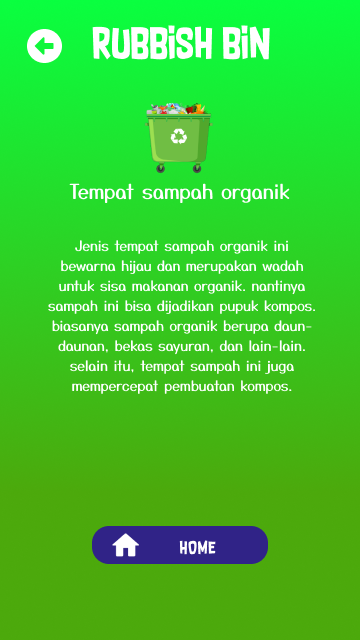 RUBBiSH BiN
Tempat sampah organik
Jenis tempat sampah organik ini
bewarna hijau dan merupakan wadah
untuk sisa makanan organik. nantinya
sampah ini bisa dijadikan pupuk kompos.
biasanya sampah organik berupa daun-
daunan, bekas sayuran, dan lain-lain.
selain itu, tempat sampah ini juga
mempercepat pembuatan kompos.
HOME